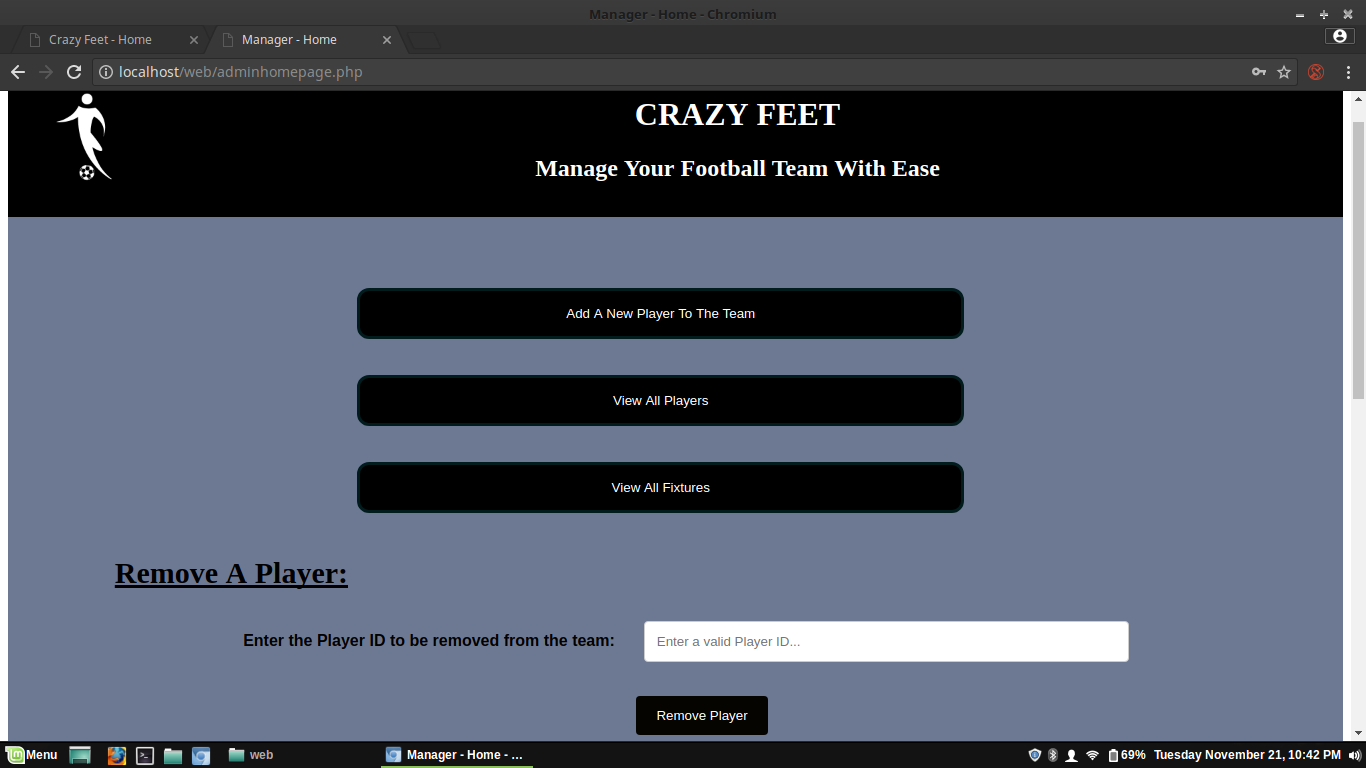 Manager - Home - Chromium
Crazy Feet - Home
Manager - Home
localhost/web/adminhomepage.php
CRAZY FEET
Manage Your Football Team With Ease
Add A New Player To The Team
View All Players
View All Fixtures
Remove A Player:
Enter the Player ID to be removed from the team:
Enter a valid Player ID...
Remove Player
Menu
web
Manager - Home - ...
69%
Tuesday November 21, 10:42 PM